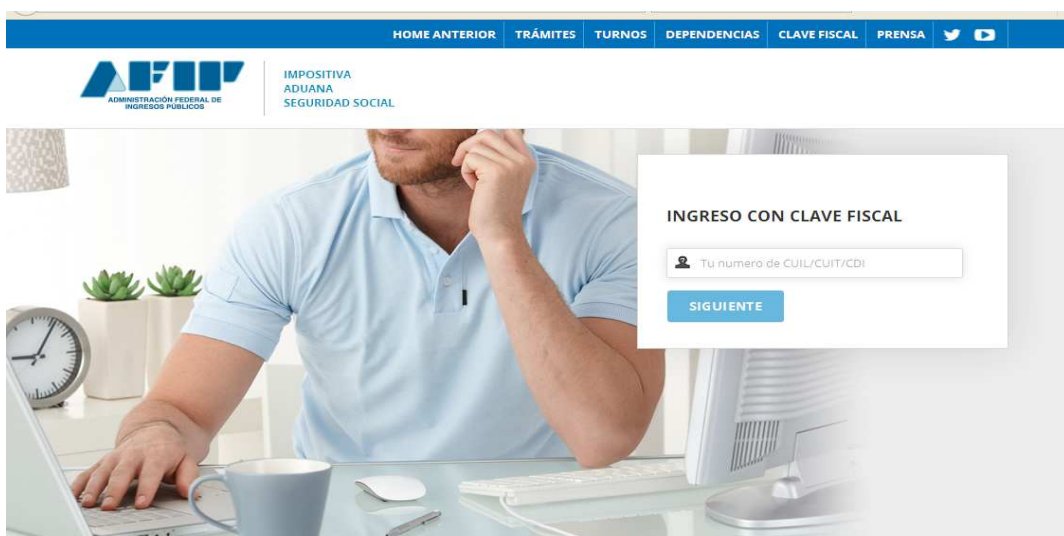 HOME ANTERIOR TRÁMITES TURNOS DEPENDENCIAS CLAVE FISCAL PRENSA
AFIP
ADMINISTRACIÓN FEDERAL DE
INGRESOS PÚBLICOS
IMPOSITIVA
ADUANA
SEGURIDAD SOCIAL
INGRESO CON CLAVE FISCAL
Tu numero de CUIL/CUIT/CDI
SIGUIENTE